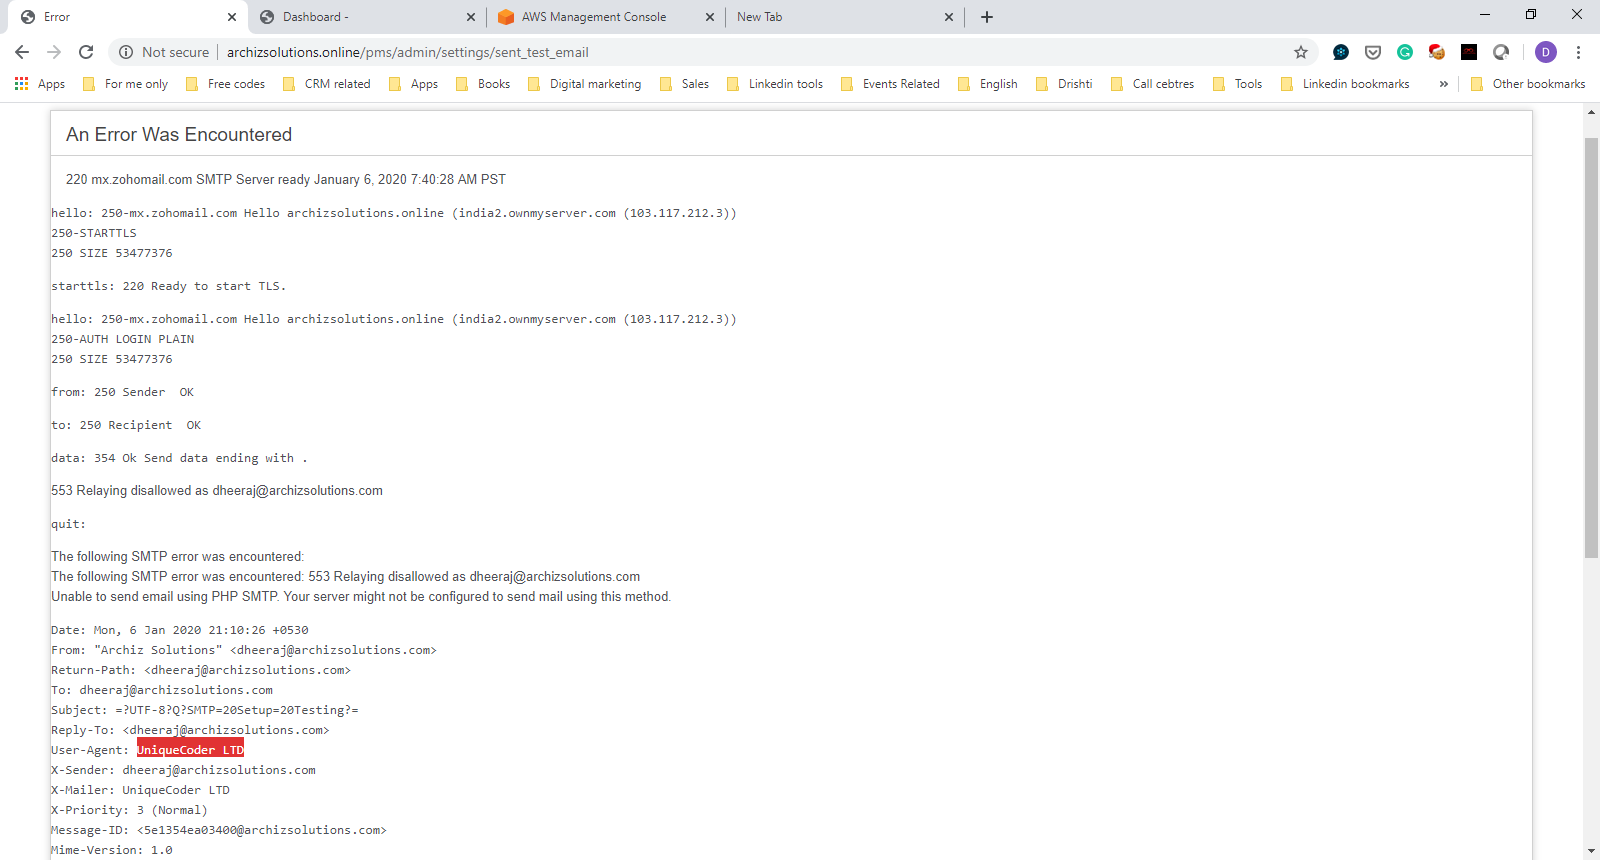 Error
Dashboard -
AWS Management Console
New Tab
Not secure
archizsolutions.online/pms/admin/settings/sent_test_email
D
Apps
For me only
Free codes
CRM related
Apps
Books
Digital marketing
Sales
Linkedin tools
Events Related
English
Drishti
Call cebtres
Tools
Linkedin bookmarks
»
Other bookmarks
An Error Was Encountered
220 mx.zohomail.com SMTP Server ready January 6, 2020 7:40:28 AM PST
hello: 250-mx.zohomail.com Hello archizsolutions.online (india2.ownmyserver.com (103.117.212.3))
250-STARTTLS
250 SIZE 53477376
starttls: 220 Ready to start TLS.
hello: 250-mx.zohomail.com Hello archizsolutions.online (india2.ownmyserver.com (103.117.212.3))
250-AUTH LOGIN PLAIN
250 SIZE 53477376
from: 250 Sender  OK
to: 250 Recipient  OK
data: 354 Ok Send data ending with .
553 Relaying disallowed as dheeraj@archizsolutions.com
quit:
The following SMTP error was encountered:
The following SMTP error was encountered: 553 Relaying disallowed as dheeraj@archizsolutions.com
Unable to send email using PHP SMTP. Your server might not be configured to send mail using this method.
Date: Mon, 6 Jan 2020 21:10:26 +0530
From: "Archiz Solutions" <dheeraj@archizsolutions.com>
Return-Path: <dheeraj@archizsolutions.com>
To: dheeraj@archizsolutions.com
Subject: =?UTF-8?Q?SMTP=20Setup=20Testing?=
Reply-To: <dheeraj@archizsolutions.com>
User-Agent: UniqueCoder LTD
X-Sender: dheeraj@archizsolutions.com
X-Mailer: UniqueCoder LTD
X-Priority: 3 (Normal)
Message-ID: <5e1354ea03400@archizsolutions.com>
Mime-Version: 1.0